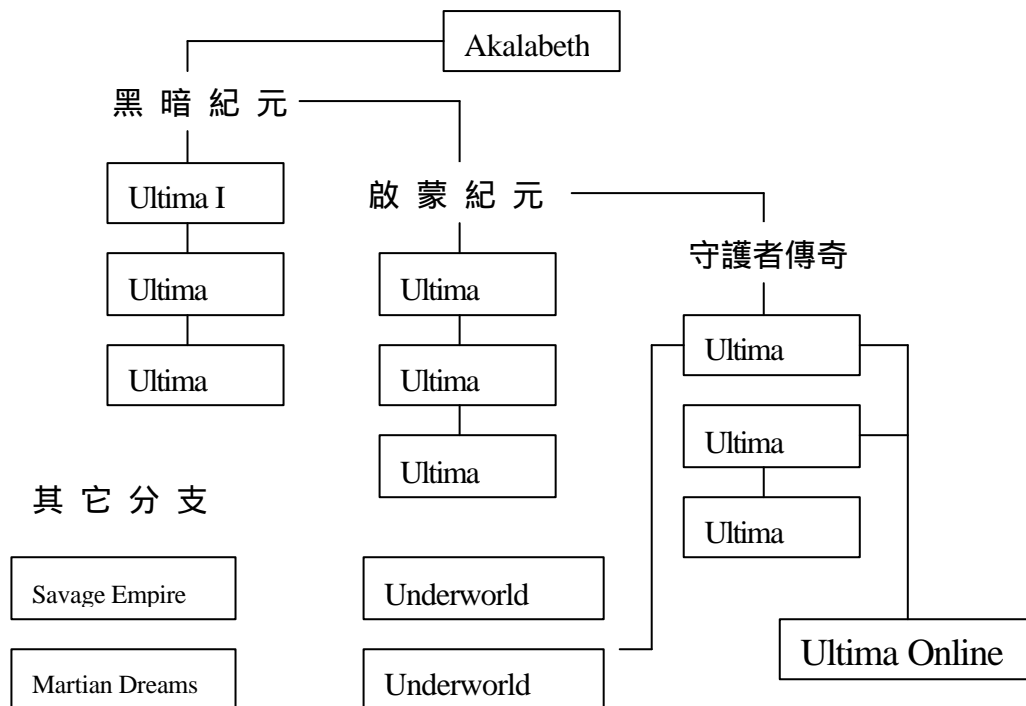 Akalabeth
黑暗紀元
Ultima I
Ultima
Ultima
啟蒙紀元
Ultima
Ultima
Ultima
守護者傳奇
Ultima
Ultima
Ultima
其它分支
Savage Empire
Martian Dreams
Underworld
Underworld
Ultima Online